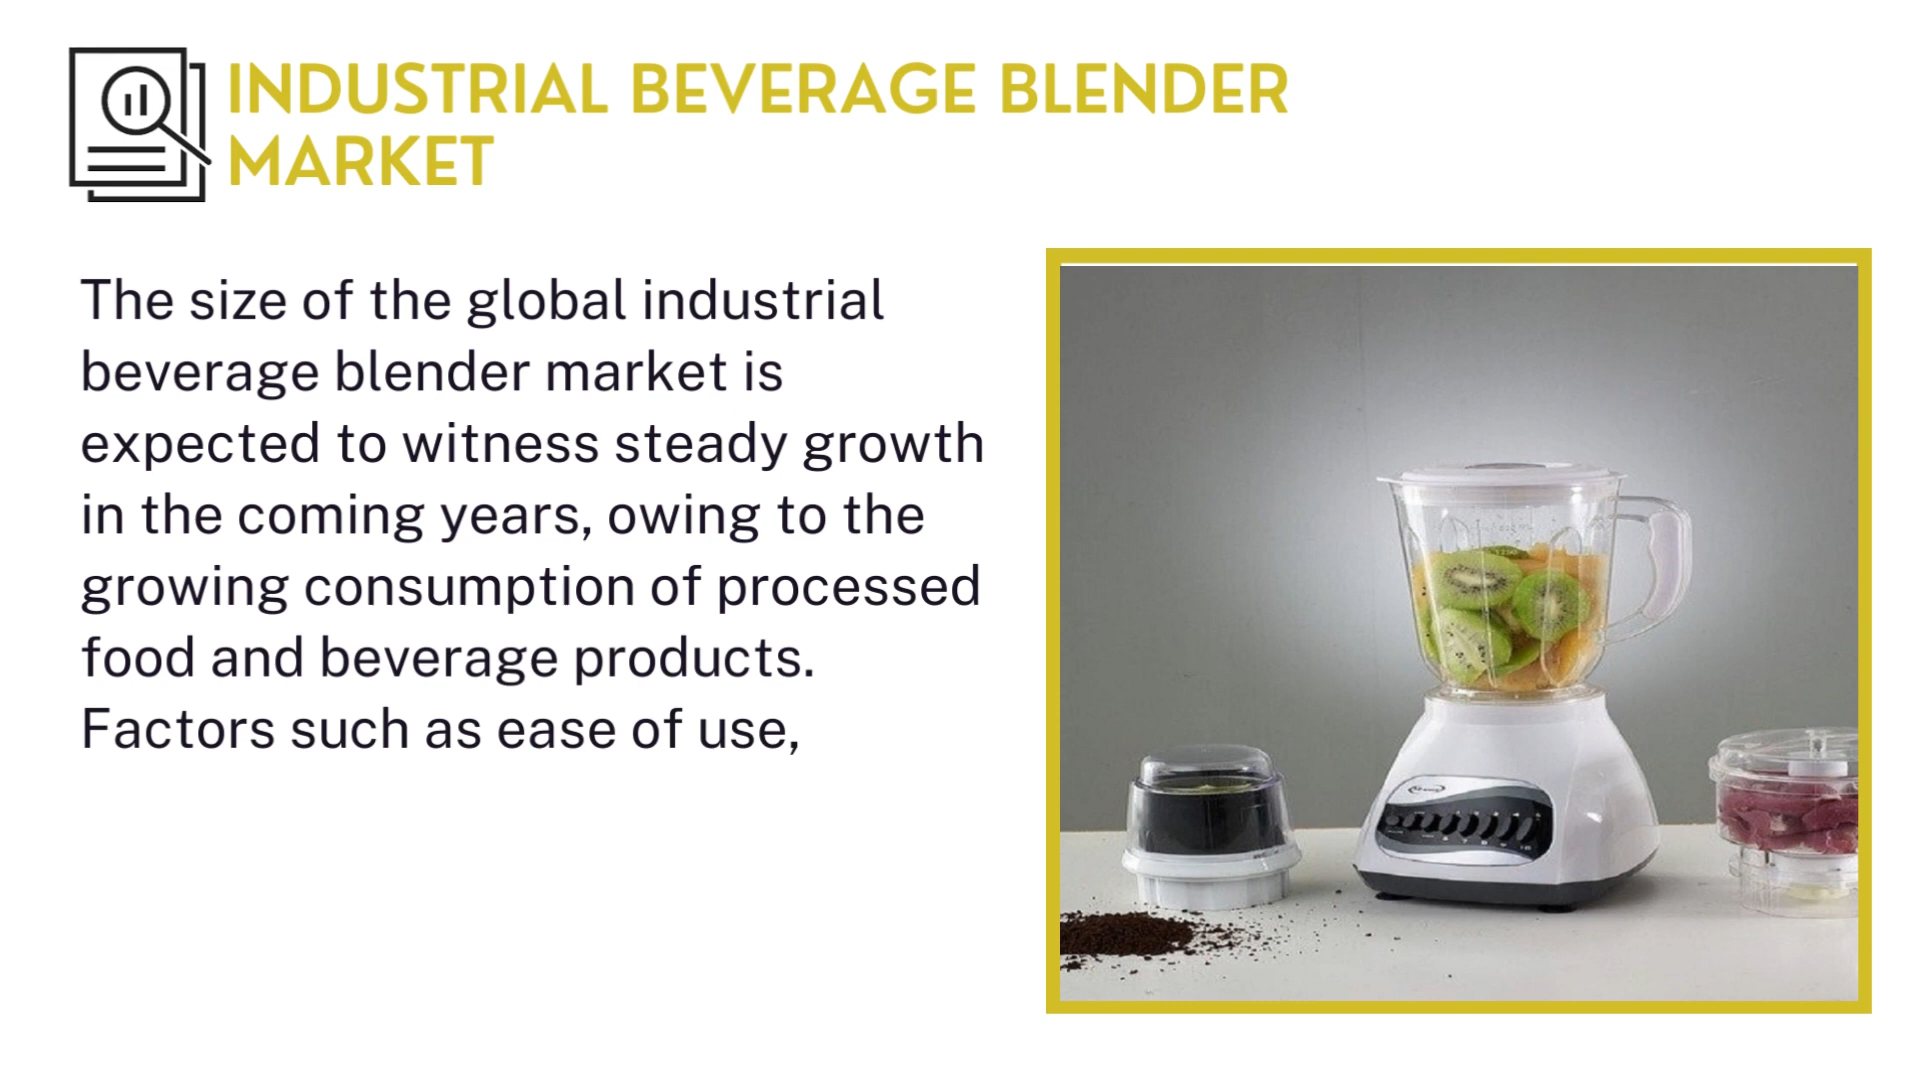 INDUSTRIAL BEVERAGE BLENDER
MARKET
The size of the global industrial
beverage blender market is
expected to witness steady growth
in the coming years, owing to the
growing consumption of processed
food and beverage products.
Factors such as ease of use,